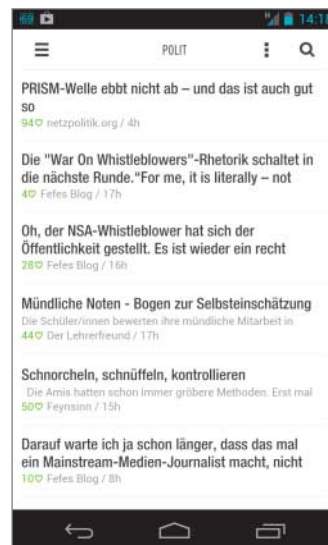 69 14:18
POLIT
PRISM-Welle ebbt nicht ab – und das ist auch gut
so
94♡ netzpolitik.org / 4h
Die "War On Whistleblowers"-Rhetorik schaltet in
die nächste Runde."For me, it is literally – not
4♡ Fefes Blog / 17h
Oh, der NSA-Whistleblower hat sich der
Öffentlichkeit gestellt. Es ist wieder ein recht
28♡ Fefes Blog / 16h
Mündliche Noten - Bogen zur Selbsteinschätzung
Die Schüler/innen bewerten ihre mündliche Mitarbeit in
44♡ Der Lehrerfreund / 17h
Schnorcheln, schnüffeln, kontrollieren
Die Amis hatten schon immer gröbere Methoden. Erst mal
50♡ Feynsinn / 15h
Darauf warte ich ja schon länger, dass das mal
ein Mainstream-Medien-Journalist macht, nicht
10♡ Fefes Blog / 8h